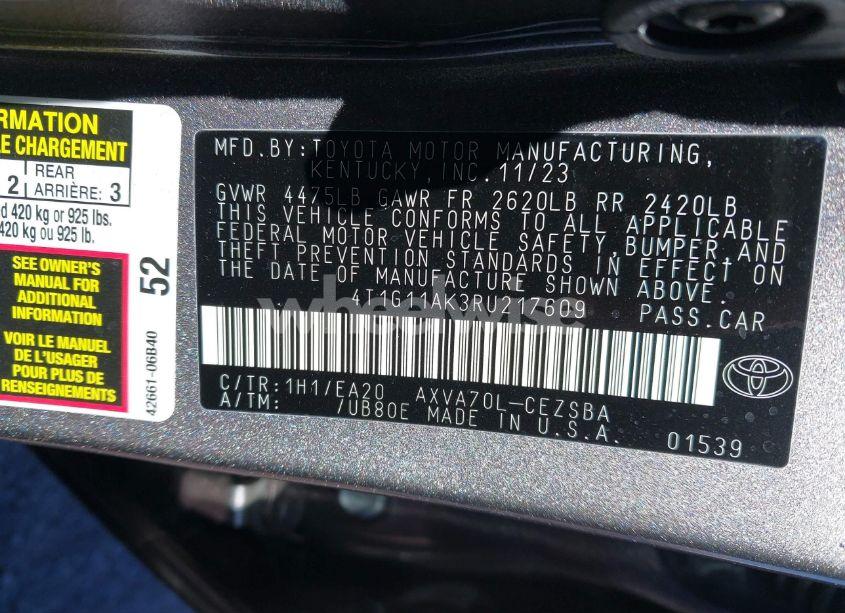 RMATION
E CHARGEMENT
2
REAR
ARRIÈRE: 3
d 420 kg or 925 lbs.
420 kg ou 925 lb.
SEE OWNER'S
MANUAL FOR
ADDITIONAL
INFORMATION
VOIR LE MANUEL
DE L'USAGER
POUR PLUS DE
RENSEIGNEMENTS
52
42661-06B40
MFD.BY:TOYOTA MOTOR MANUFACTURING,
KENTUCKY,INC.11/23
GVWR 4475LB GAWR FR 2620LB RR 2420LB
THIS VEHICLE CONFORMS TO ALL APPLICABLE
FEDERAL MOTOR VEHICLE SAFETY,BUMPER,AND
THEFT PREVENTION STANDARDS IN EFFECT ON
THE DATE OF MANUFACTURE SHOWN ABOVE.
4T1G11AK3RU217609 PASS.CAR
wheelwise
C/TR:1H1/EA20 AXVA70L-CEZSBA
A/TM: /UB80E MADE IN U.S.A. 01539